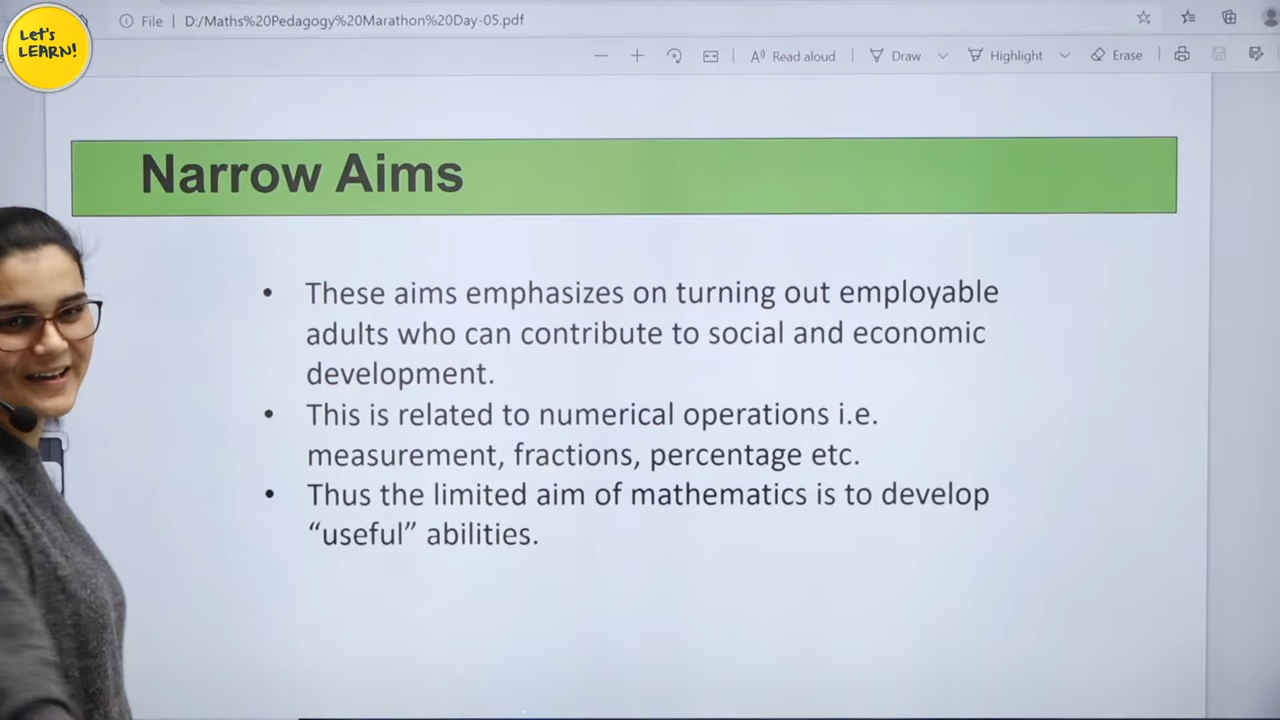 Let's
LEARN!
File | D:/Maths%20Pedagogy%20Marathon%20Day-05.pdf
Read aloud
Draw
Highlight
Erase
Narrow Aims
• These aims emphasizes on turning out employable
adults who can contribute to social and economic
development.
• This is related to numerical operations i.e.
measurement, fractions, percentage etc.
• Thus the limited aim of mathematics is to develop
“useful” abilities.